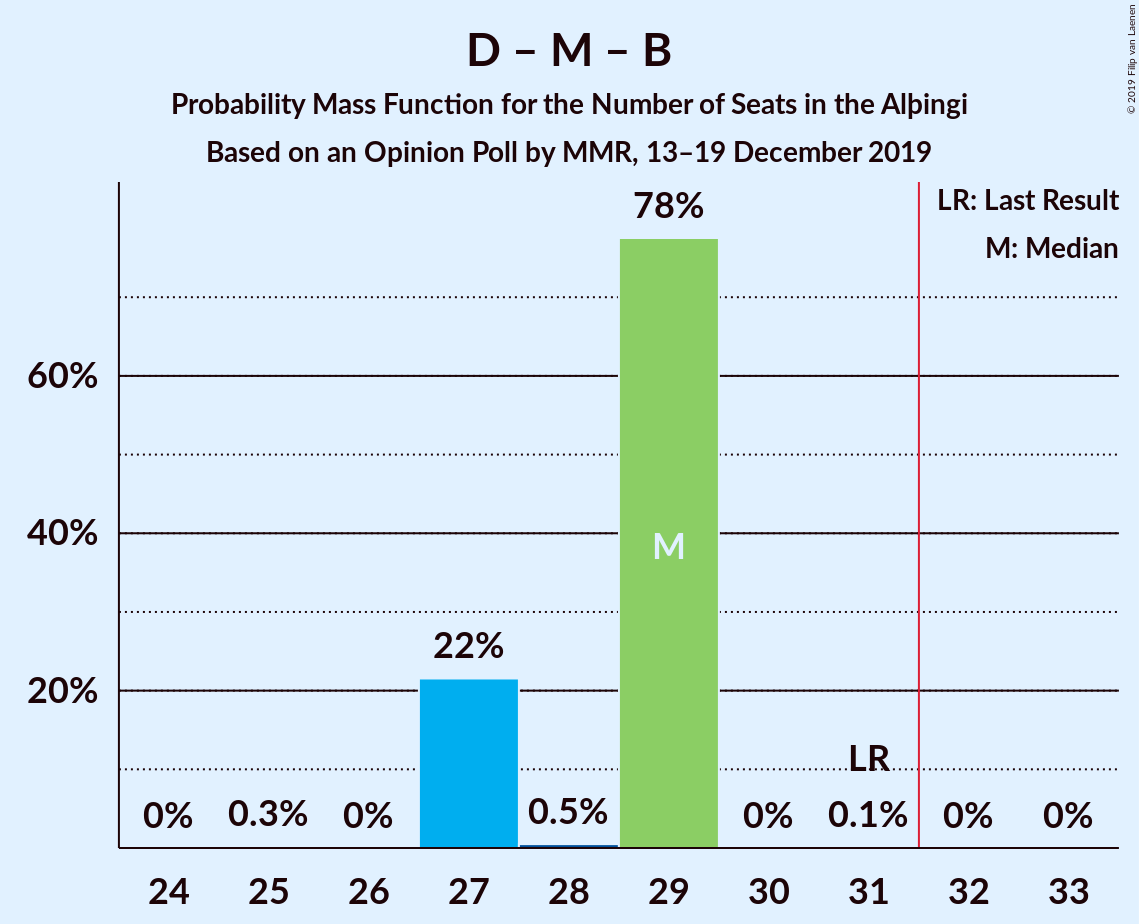 D – M – B
Probability Mass Function for the Number of Seats in the Alþingi
Based on an Opinion Poll by MMR, 13–19 December 2019
© 2019 Filip van Laenen
LR: Last Result
M: Median
78%
60%
40%
M
22%
20%
LR
0%
0.3%
0%
0.5%
0%
0.1%
0%
0%
24 25 26 27 28 29 30 31 32 33